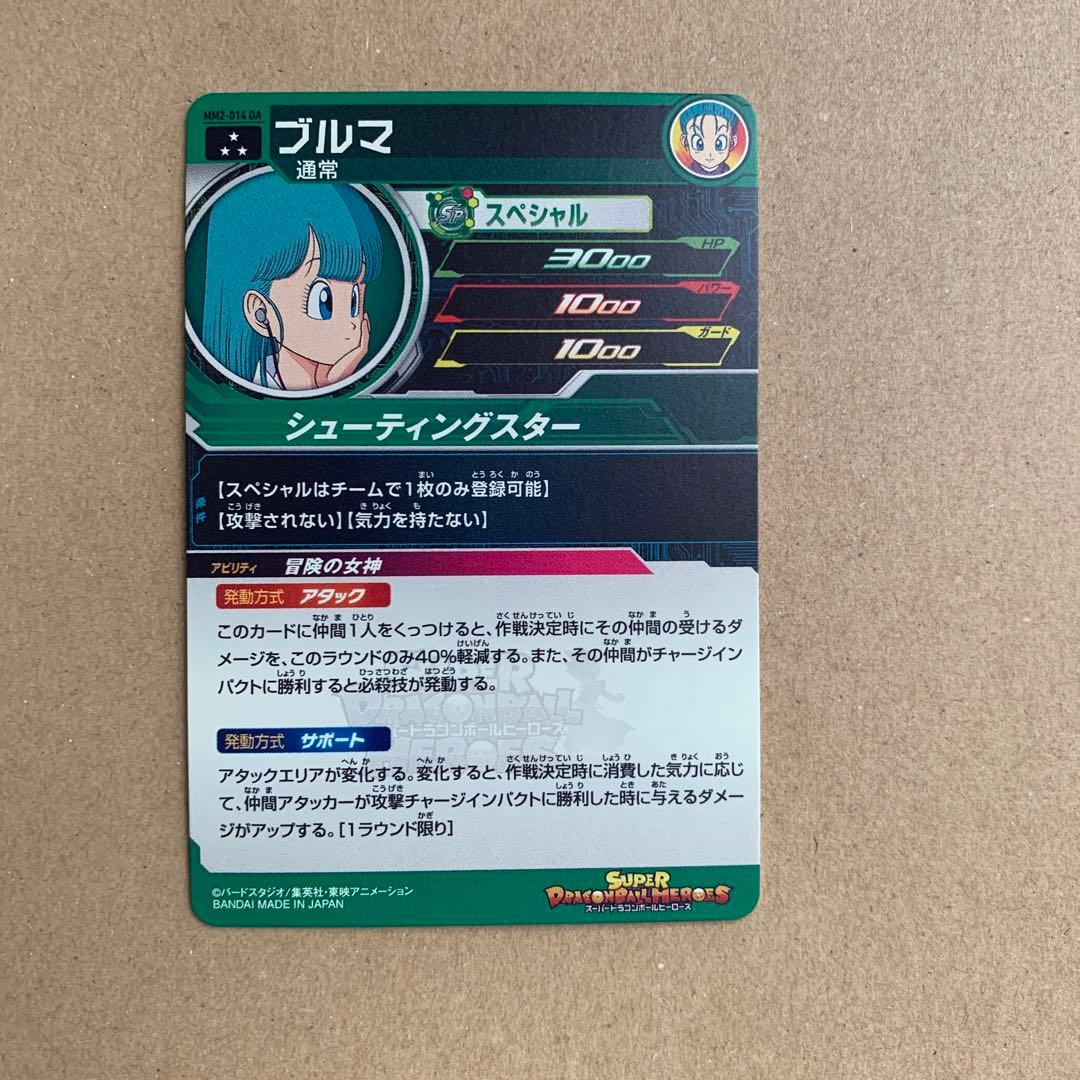 MM2-014 DA
ブルマ
通常
SP スペシャル
HP
3000
パワー
1000
ガード
1000
シューティングスター
【スペシャルはチームで1枚のみ登録可能】
【攻撃されない】【気力を持たない】
アビリティ 冒険の女神
発動方式 アタック
このカードに仲間1人をくっつけると、作戦決定時にその仲間の受けるダ
メージを、このラウンドのみ40%軽減する。また、その仲間がチャージイン
パクトに勝利すると必殺技が発動する。
発動方式 サポート
アタックエリアが変化する。変化すると、作戦決定時に消費した気力に応じ
て、仲間アタッカーが攻撃チャージインパクトに勝利した時に与えるダメー
ジがアップする。[1ラウンド限り]
©バードスタジオ/集英社・東映アニメーション
BANDAI MADE IN JAPAN
SUPER
DRAGONBALL HEROES
スーパードラゴンボールヒーローズ